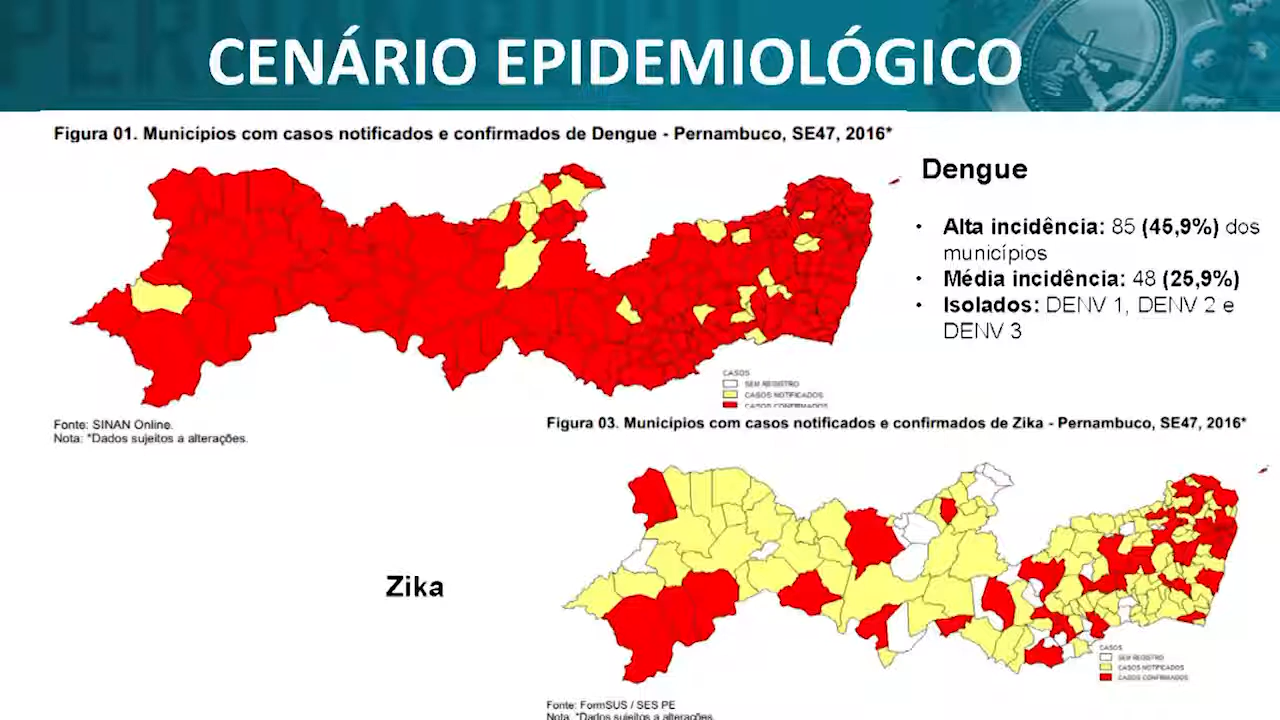 CENÁRIO EPIDEMIOLÓGICO
Figura 01. Municípios com casos notificados e confirmados de Dengue - Pernambuco, SE47, 2016*
Dengue
• Alta incidência: 85 (45,9%) dos
municípios
• Média incidência: 48 (25,9%)
• Isolados: DENV 1, DENV 2 e
DENV 3
CASOS
SEM REGISTRO
CASOS NOTIFICADOS
CASOS CONFIRMADOS
Fonte: SINAN Online.
Nota: *Dados sujeitos a alterações.
Figura 03. Municípios com casos notificados e confirmados de Zika - Pernambuco, SE47, 2016*
Zika
CASOS
SEM REGISTRO
CASOS NOTIFICADOS
CASOS CONFIRMADOS
Fonte: FormSUS / SES PE
Nota: *Dados sujeitos a alterações.